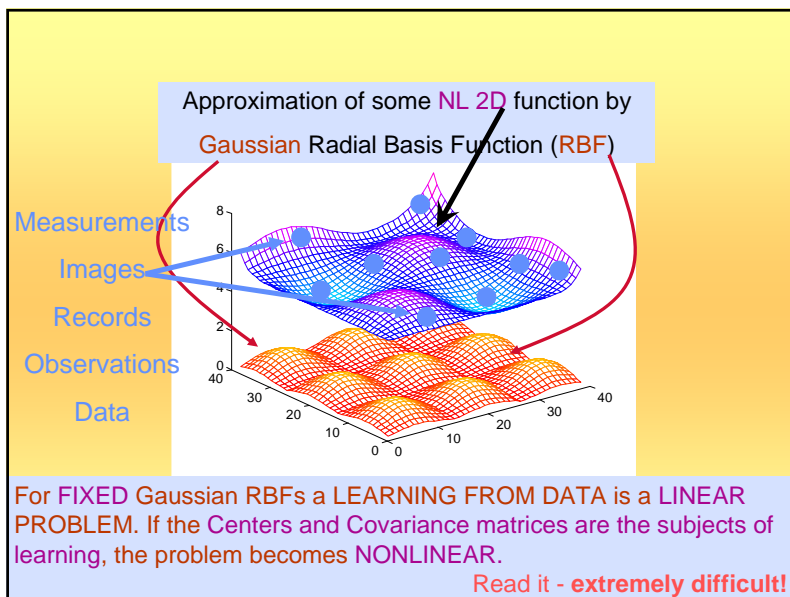 Approximation of some NL 2D function by
Gaussian Radial Basis Function (RBF)
Measurements
Images
Records
Observations
Data
8
6
4
2
0
40
30
20
10
0
0
10
20
30
40
For FIXED Gaussian RBFs a LEARNING FROM DATA is a LINEAR
PROBLEM. If the Centers and Covariance matrices are the subjects of
learning, the problem becomes NONLINEAR.
Read it - extremely difficult!